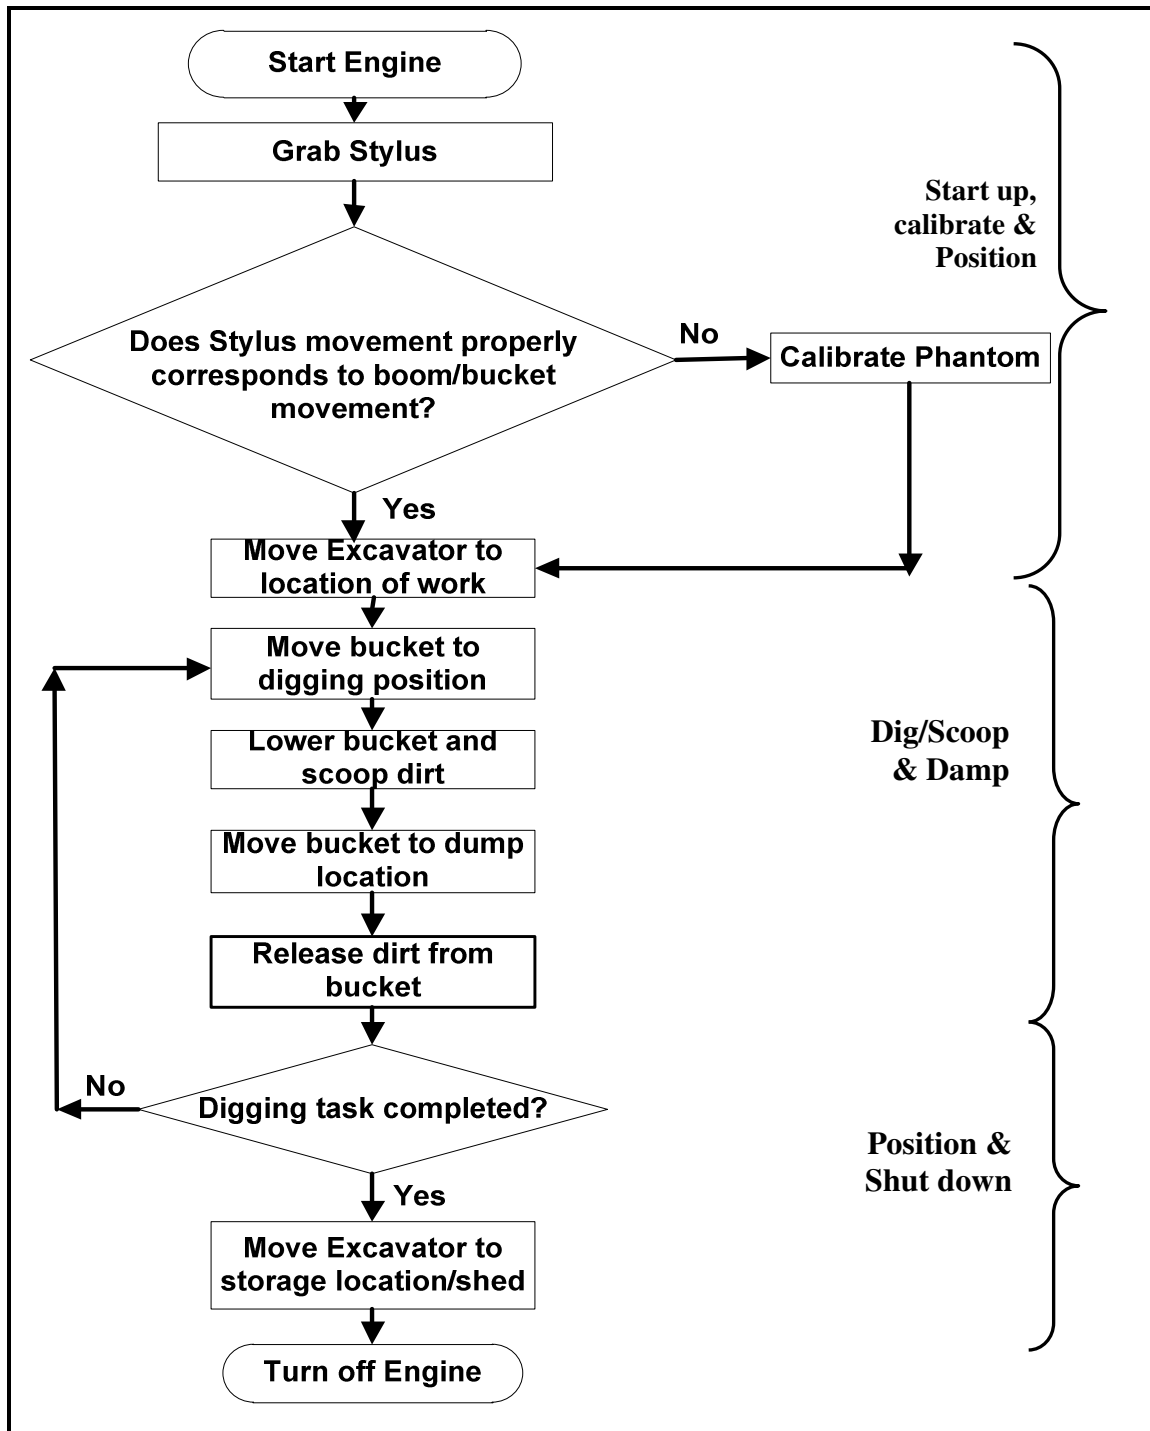 Start Engine
Grab Stylus
Start up,
calibrate &
Position
Does Stylus movement properly
corresponds to boom/bucket
movement?
No
Calibrate Phantom
Yes
Move Excavator to
location of work
Move bucket to
digging position
Lower bucket and
scoop dirt
Dig/Scoop
& Damp
Move bucket to dump
location
Release dirt from
bucket
No
Digging task completed?
Position &
Shut down
Yes
Move Excavator to
storage location/shed
Turn off Engine